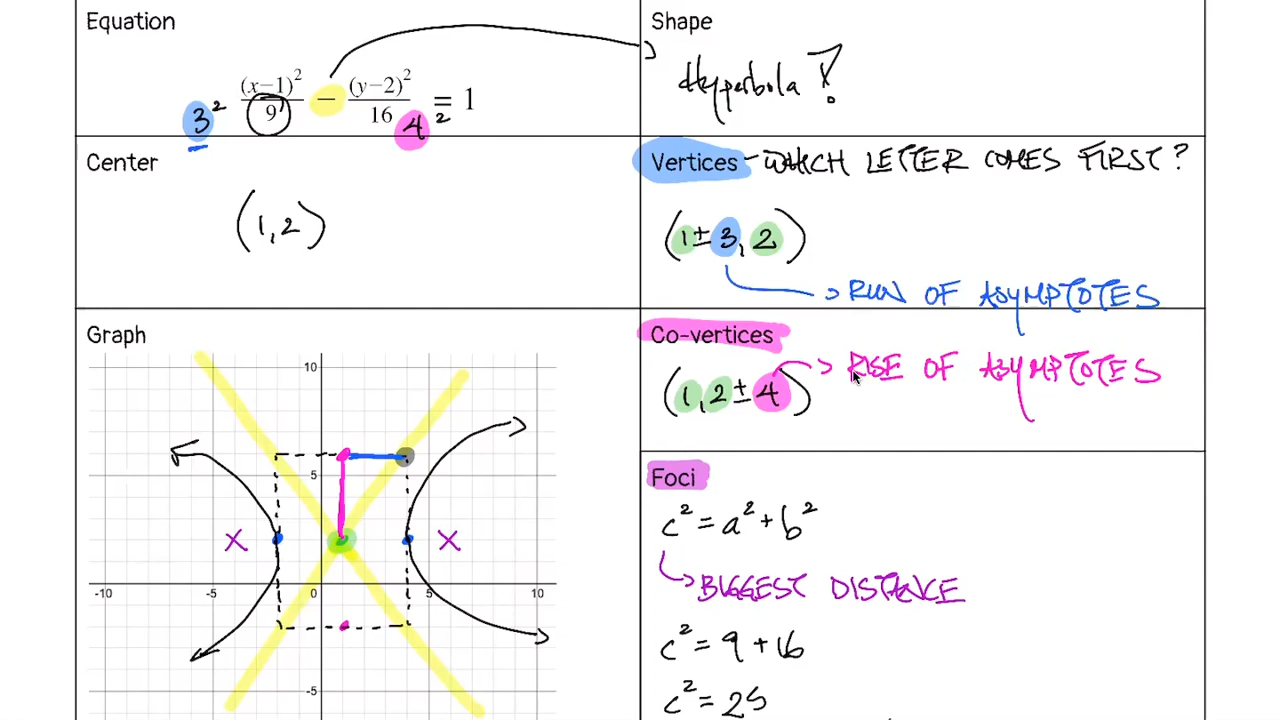 Equation
3² (x−1)²/9 − (y−2)²/16 = 1
4²
Shape
Hyperbola!
Center
(1,2)
Vertices - WHICH LETTER COMES FIRST?
(1±3, 2)
RUN OF ASYMPTOTES
Co-vertices
(1, 2±4)
RISE OF ASYMPTOTES
Graph
10
5
-10 -5 0 5 10
-5
Foci
c² = a² + b²
BIGGEST DISTANCE
c² = 9 + 16
c² = 25